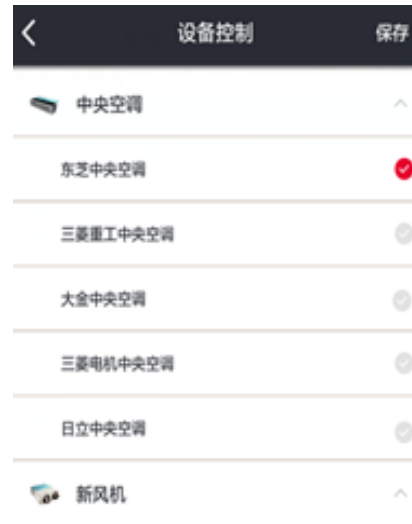 设备控制 保存
中央空调
东芝中央空调
三菱重工中央空调
大金中央空调
三菱电机中央空调
日立中央空调
新风机